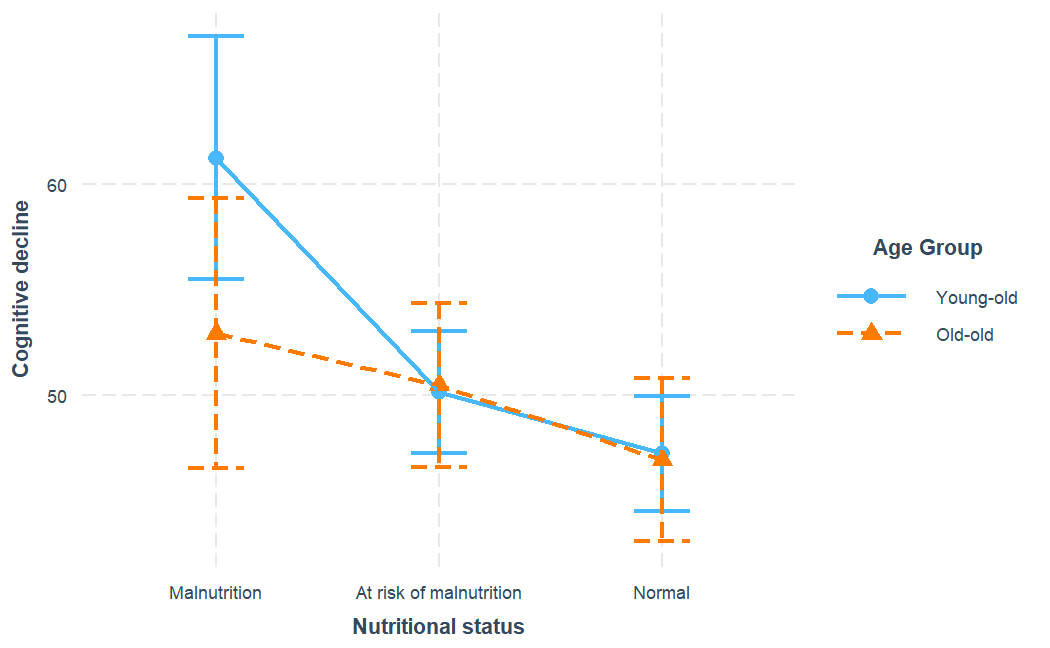 60
50
Cognitive decline
Malnutrition
At risk of malnutrition
Normal
Nutritional status
Age Group
Young-old
Old-old